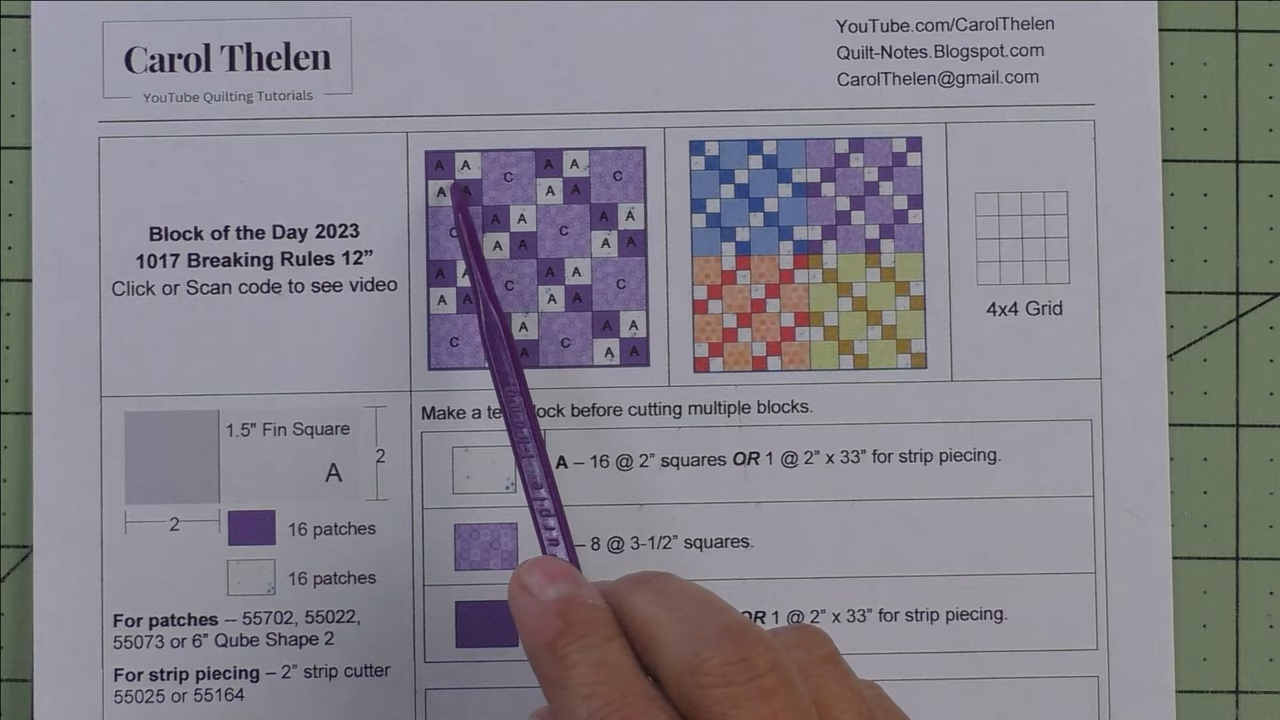 Carol Thelen
YouTube Quilting Tutorials
YouTube.com/CarolThelen
Quilt-Notes.Blogspot.com
CarolThelen@gmail.com
Block of the Day 2023
1017 Breaking Rules 12”
Click or Scan code to see video
A A C A A C
A A A A
C A A C A A
A A A A
A A C A A C
A A A A
C A C A A
A A A
4x4 Grid
1.5" Fin Square
A
2
2
16 patches
16 patches
For patches – 55702, 55022,
55073 or 6” Qube Shape 2
For strip piecing – 2” strip cutter
55025 or 55164
Make a block before cutting multiple blocks.
A – 16 @ 2” squares OR 1 @ 2” x 33” for strip piecing.
– 8 @ 3-1/2” squares.
OR 1 @ 2” x 33” for strip piecing.